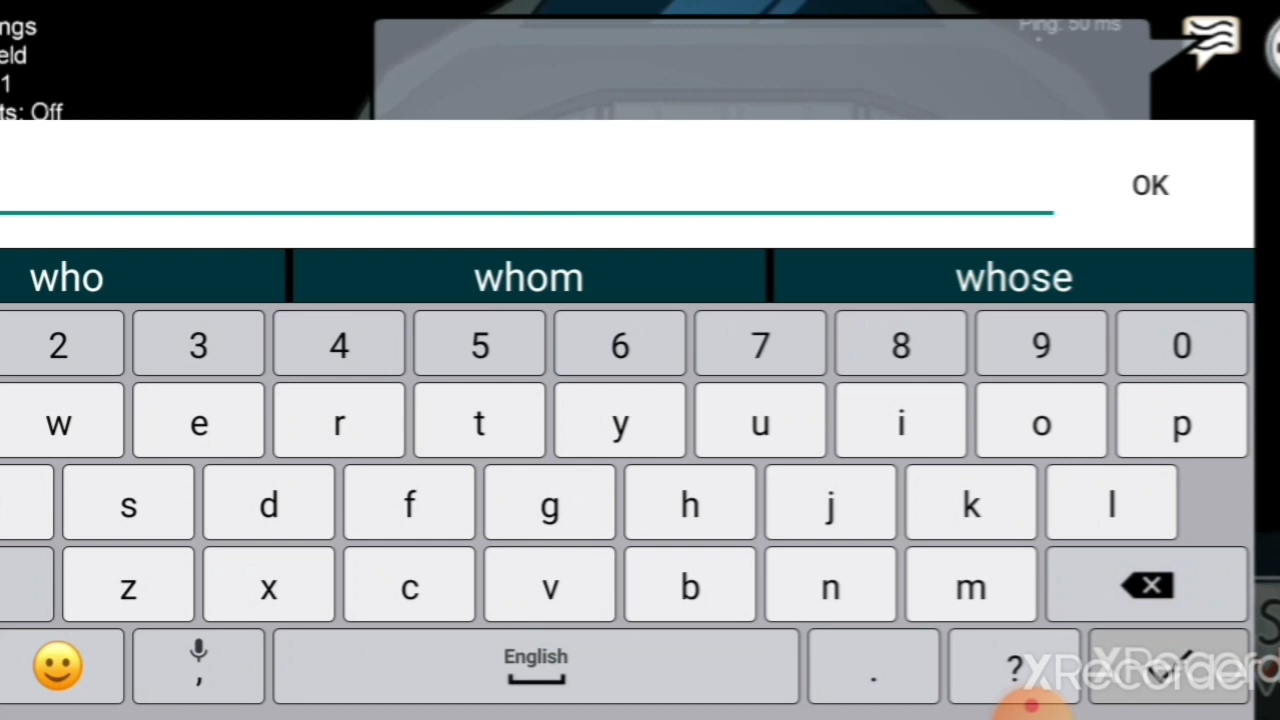 ngs
Ping: 50 ms
eld
1
ts: Off
OK
who whom whose
2 3 4 5 6 7 8 9 0
w e r t y u i o p
s d f g h j k l
z x c v b n m
, English . ?
XRecorder